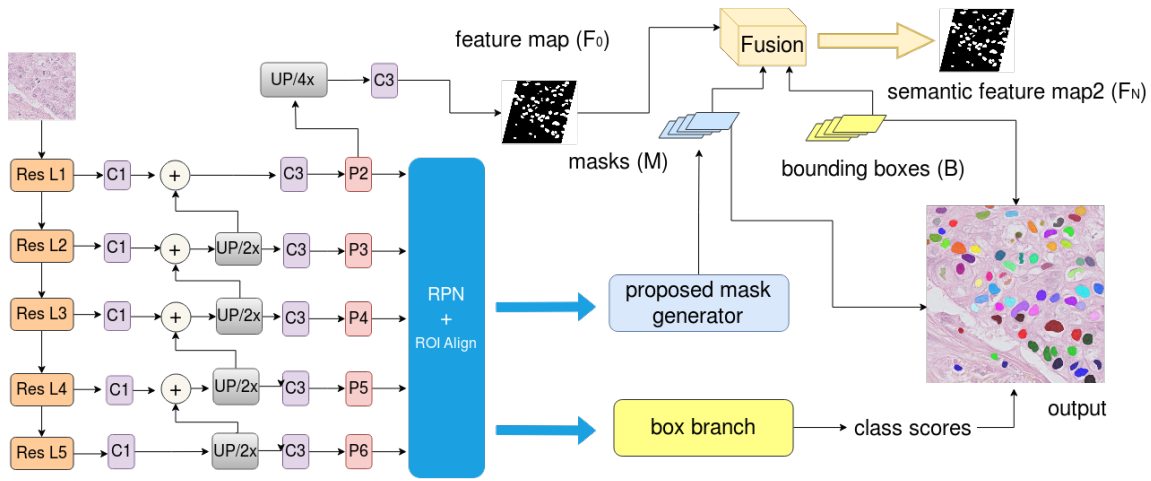 feature map (F0)
Fusion
UP/4x
C3
semantic feature map2 (FN)
masks (M)
bounding boxes (B)
Res L1
C1
+
C3
P2
Res L2
C1
+
UP/2x
C3
P3
Res L3
C1
+
UP/2x
C3
P4
Res L4
C1
+
UP/2x
C3
P5
Res L5
C1
UP/2x
C3
P6
RPN
+
ROI Align
proposed mask
generator
box branch
class scores
output